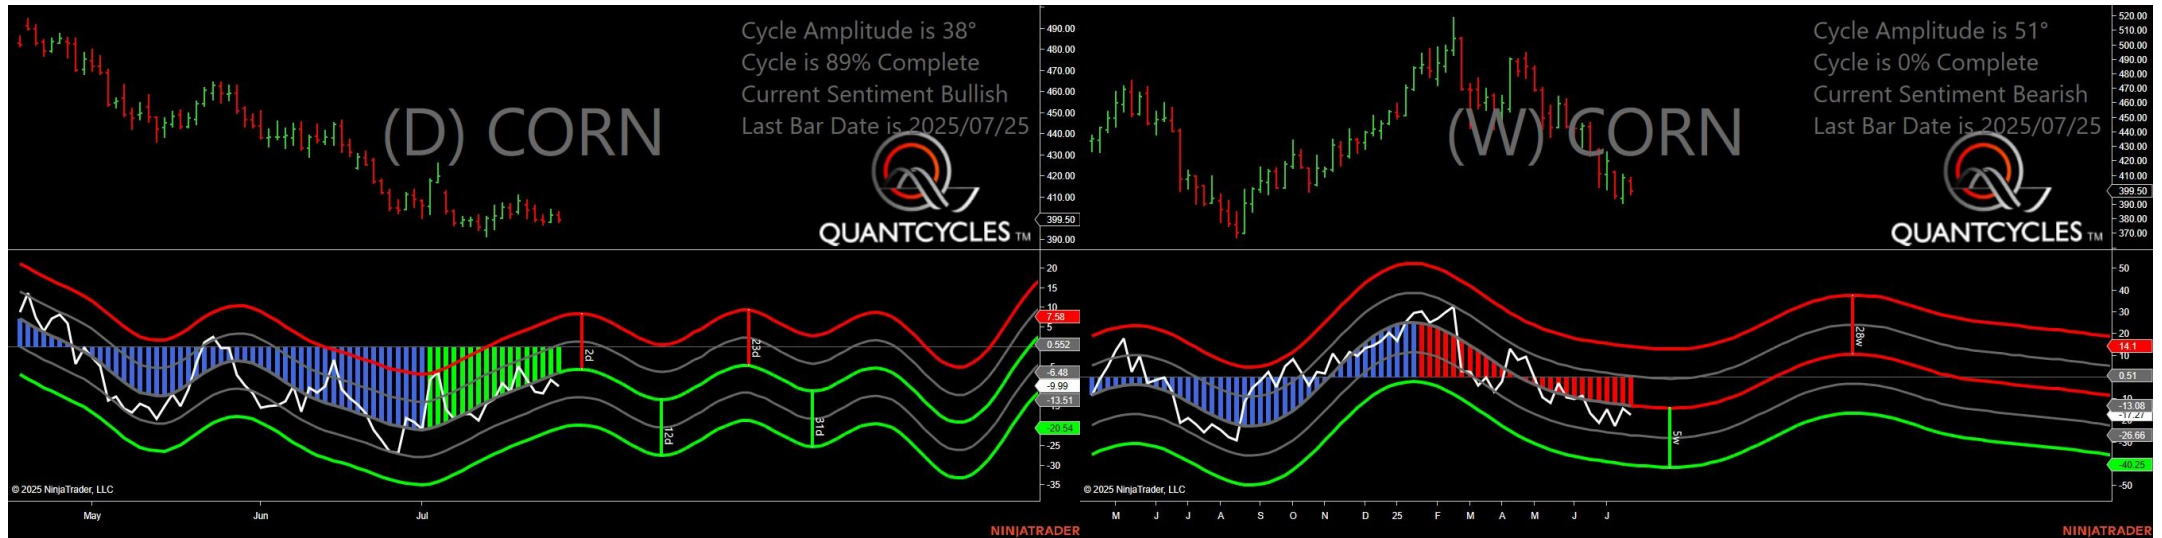 Cycle Amplitude is 38°
Cycle is 89% Complete
Current Sentiment Bullish
Last Bar Date is 2025/07/25
(D) CORN
QUANTCYCLES TM
490.00
480.00
470.00
460.00
450.00
440.00
430.00
420.00
410.00
399.50
390.00
20
15
10
7.58
5
0.552
-6.48
-9.99
-13.51
-20.54
-25
-30
-35
2d
12d
23d
31d
© 2025 NinjaTrader, LLC
May Jun Jul
NINJATRADER
Cycle Amplitude is 51°
Cycle is 0% Complete
Current Sentiment Bearish
Last Bar Date is 2025/07/25
(W) CORN
QUANTCYCLES TM
520.00
510.00
500.00
490.00
480.00
470.00
460.00
450.00
440.00
430.00
420.00
410.00
399.50
390.00
380.00
370.00
50
40
30
20
14.1
10
0.51
-13.08
-17.27
-26.66
-30
-40.25
-50
5w
28w
© 2025 NinjaTrader, LLC
M J J A S O N D 25 F M A M J J
NINJATRADER